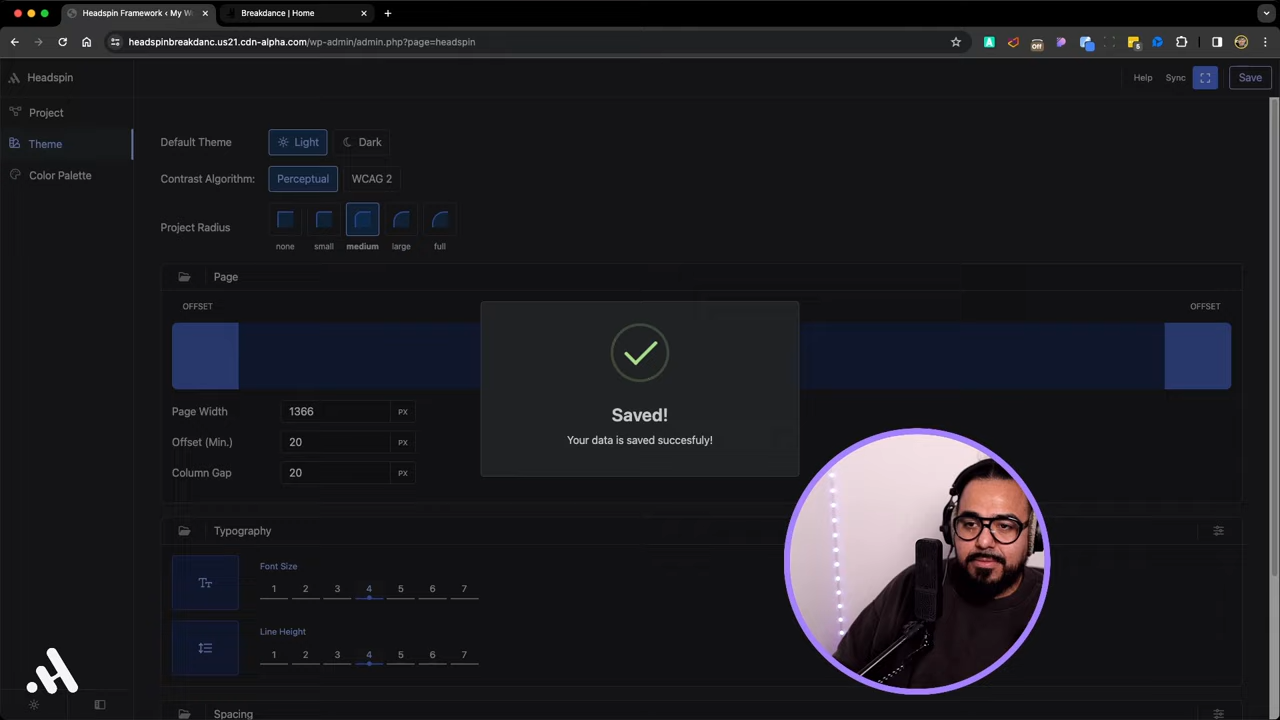 Headspin Framework ‹ My W
Breakdance | Home
headspinbreakdanc.us21.cdn-alpha.com/wp-admin/admin.php?page=headspin
Off
5
Headspin
Help
Sync
Save
Project
Theme
Color Palette
Default Theme
Light
Dark
Contrast Algorithm:
Perceptual
WCAG 2
Project Radius
none
small
medium
large
full
Page
OFFSET
OFFSET
Page Width
1366
PX
Offset (Min.)
20
PX
Column Gap
20
PX
Saved!
Your data is saved succesfuly!
Typography
Tт
Font Size
1 2 3 4 5 6 7
Line Height
1 2 3 4 5 6 7
Spacing